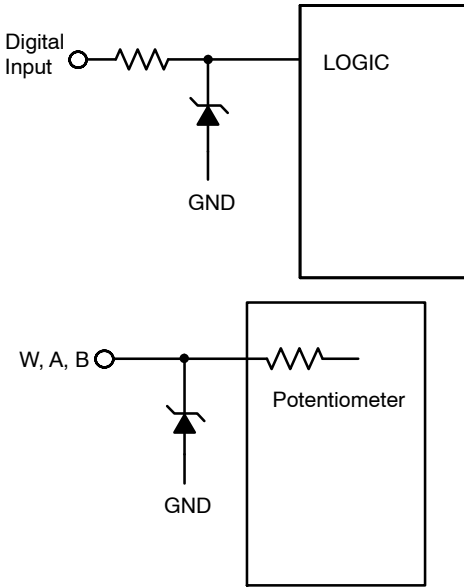 Digital
Input
LOGIC
GND
W, A, B
Potentiometer
GND